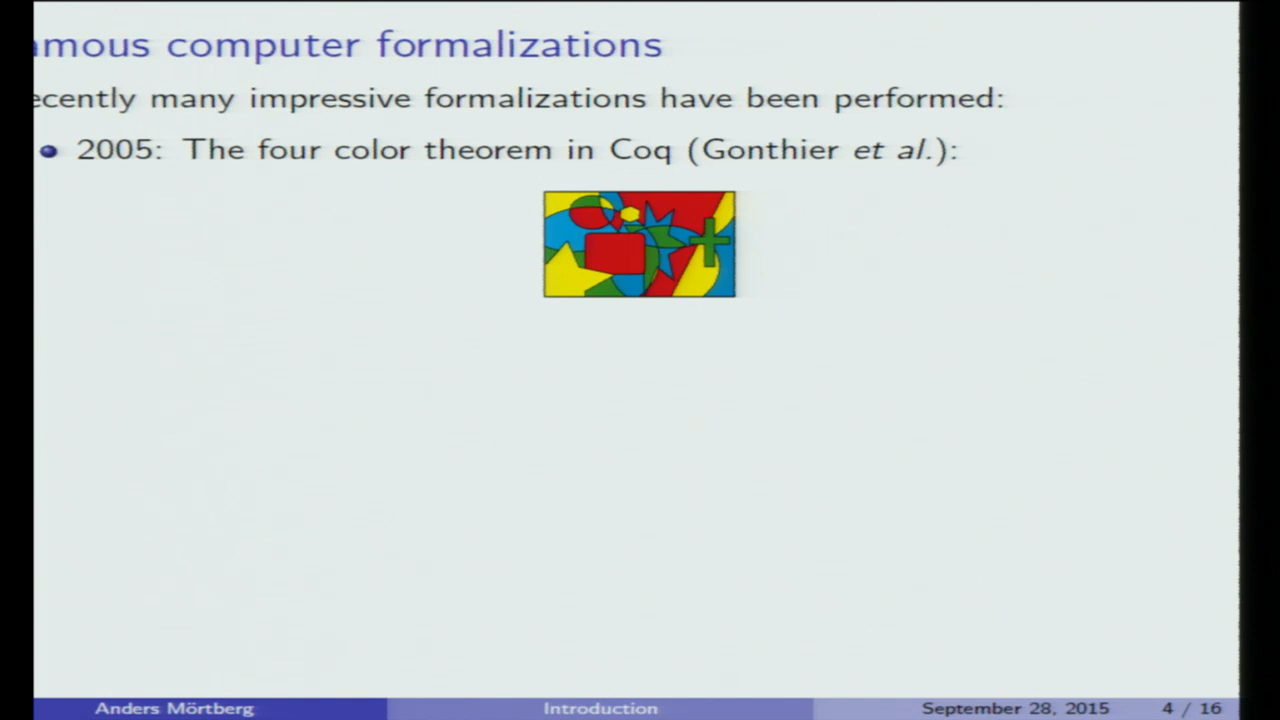 amous computer formalizations
ecently many impressive formalizations have been performed:
2005: The four color theorem in Coq (Gonthier et al.):
Anders Mörtberg Introduction September 28, 2015 4 / 16